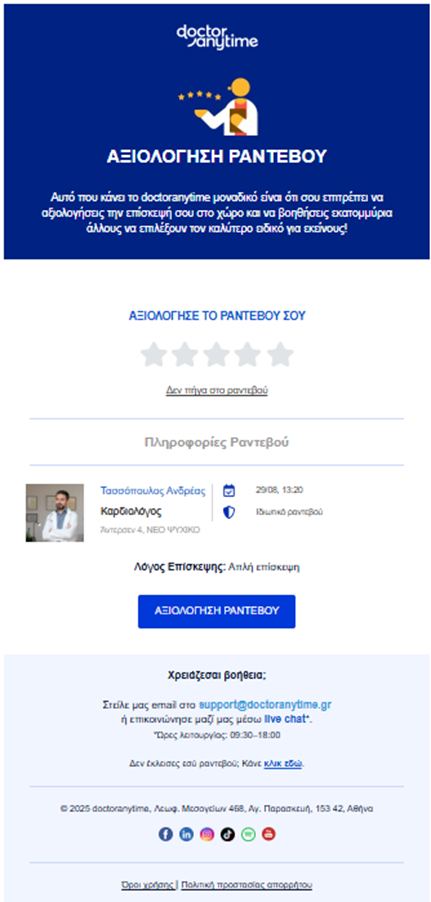 doctor
anytime
ΑΞΙΟΛΟΓΗΣΗ ΡΑΝΤΕΒΟΥ
Αυτό που κάνει το doctoranytime μοναδικό είναι ότι σου επιτρέπει να
αξιολογήσεις την επίσκεψή σου στο χώρο και να βοηθήσεις εκατομμύρια
άλλους να επιλέξουν τον καλύτερο ειδικό για εκείνους!
ΑΞΙΟΛΟΓΗΣΕ ΤΟ ΡΑΝΤΕΒΟΥ ΣΟΥ
Δεν πήγα στο ραντεβού
Πληροφορίες Ραντεβού
Τασσόπουλος Ανδρέας
Καρδιολόγος
Άντερσεν 4, ΝΕΟ ΨΥΧΙΚΟ
29/08, 13:20
Ιδιωτικό ραντεβού
Λόγος Επίσκεψης: Απλή επίσκεψη
ΑΞΙΟΛΟΓΗΣΗ ΡΑΝΤΕΒΟΥ
Χρειάζεσαι βοήθεια;
Στείλε μας email στο support@doctoranytime.gr
ή επικοινώνησε μαζί μας μέσω live chat*.
*Ώρες λειτουργίας: 09:30–18:00
Δεν έκλεισες εσύ ραντεβού; Κάνε κλικ εδώ.
© 2025 doctoranytime, Λεωφ. Μεσογείων 468, Αγ. Παρασκευή, 153 42, Αθήνα
Όροι χρήσης | Πολιτική προστασίας απορρήτου